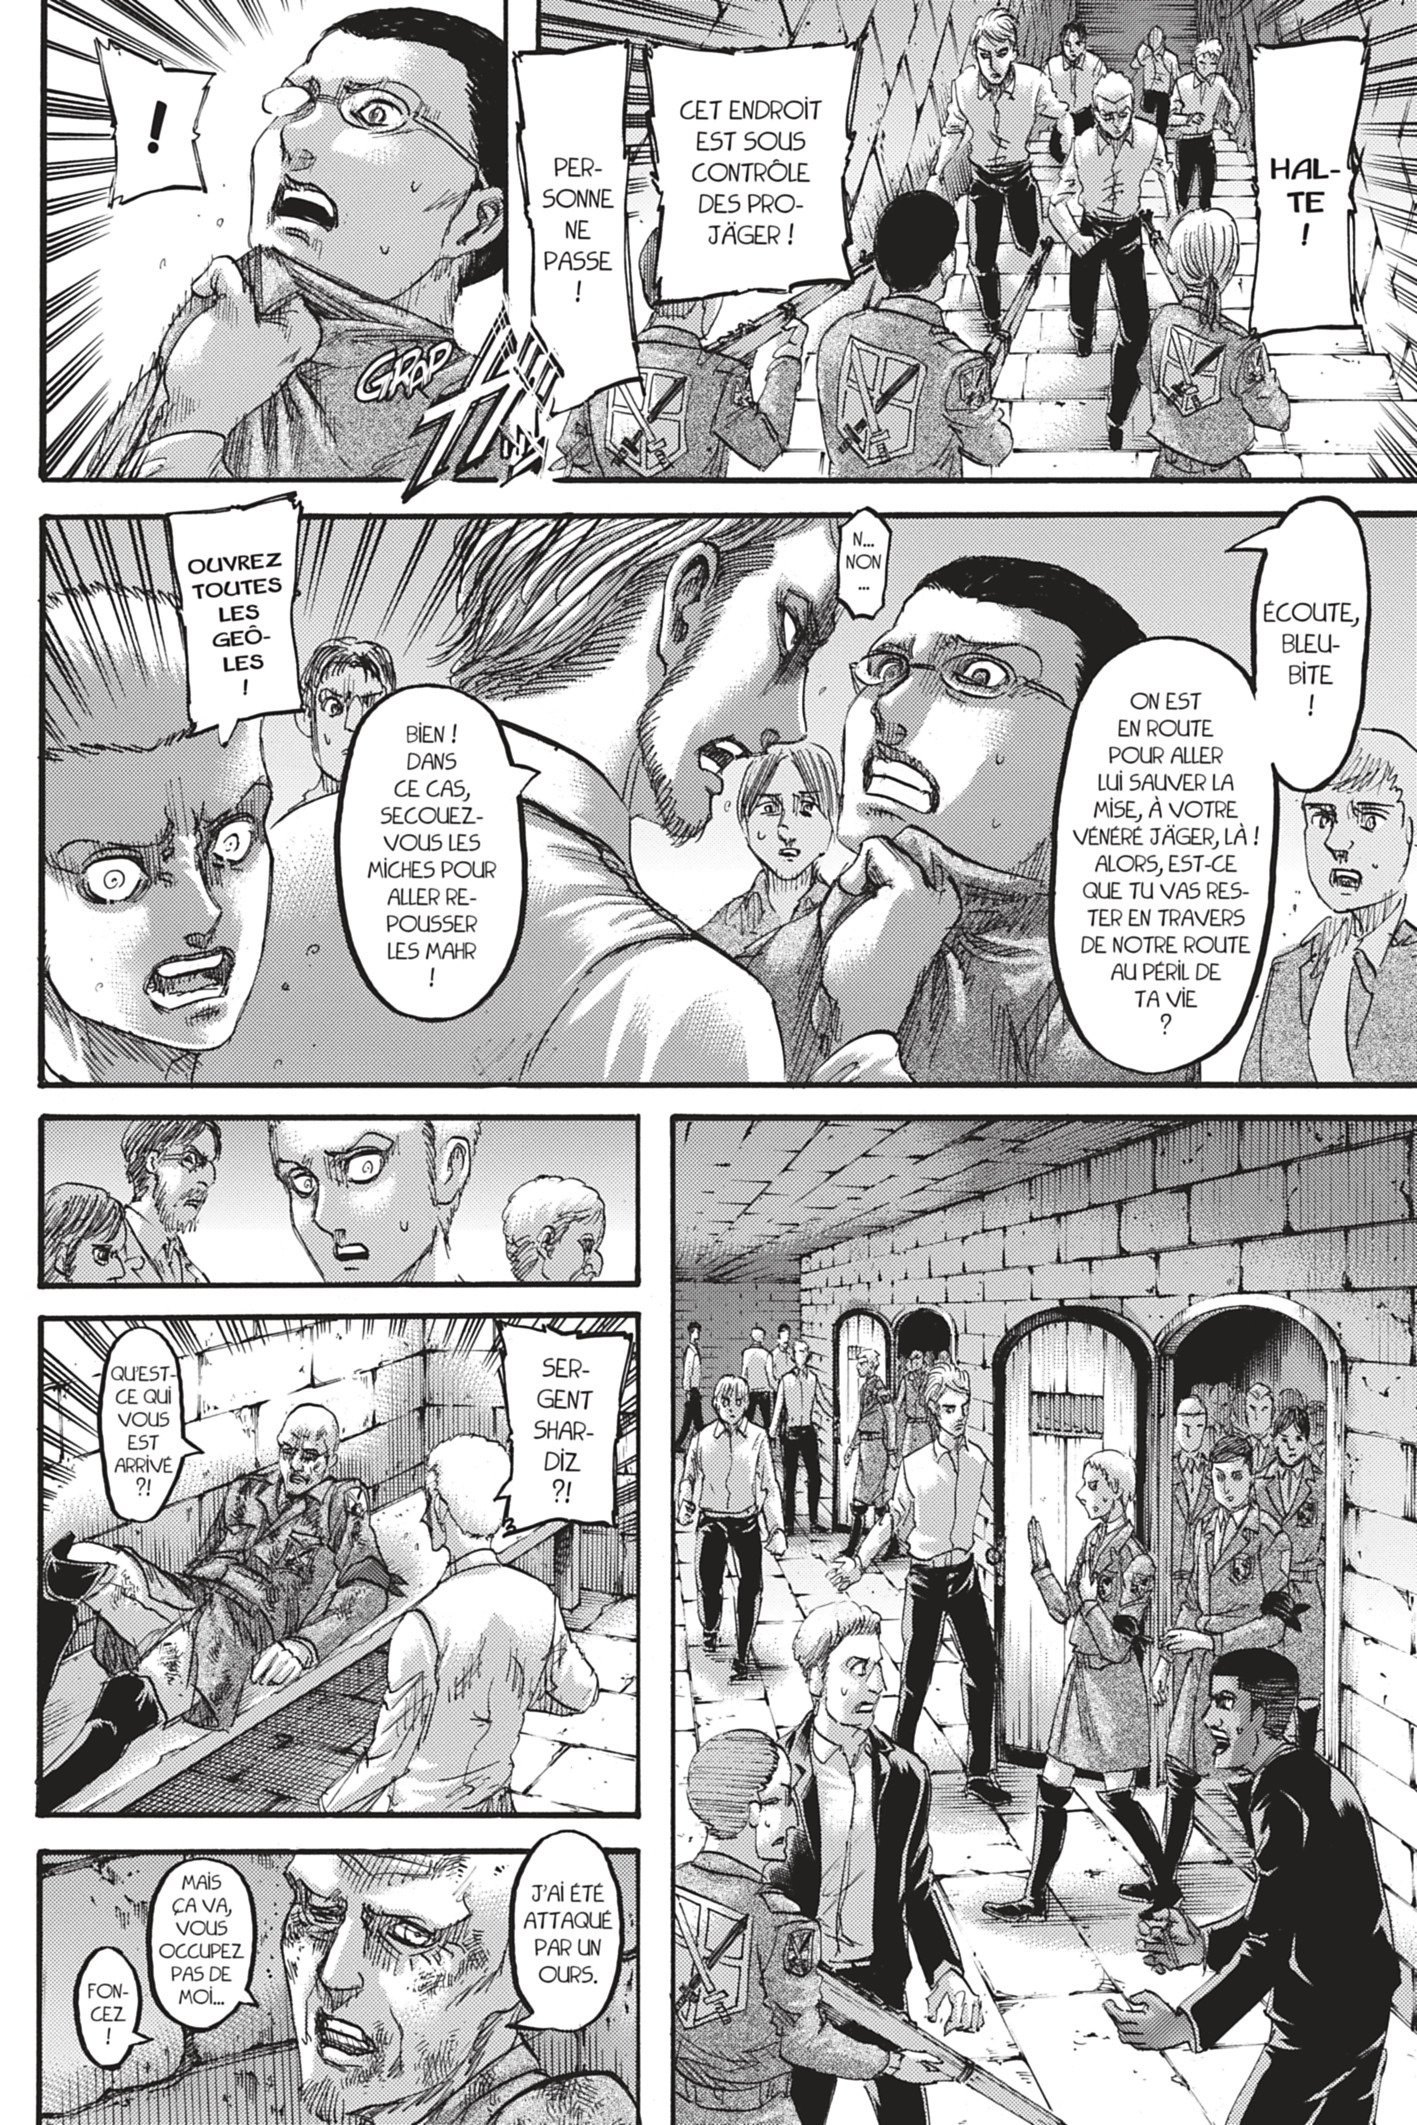 HAL-
TE
!
CET ENDROIT
EST SOUS
CONTRÔLE
DES PRO-
JÄGER !
PER-
SONNE
NE
PASSE
!
GRAP
!
ÉCOUTE,
BLEU-
BITE
!
ON EST
EN ROUTE
POUR ALLER
LUI SAUVER LA
MISE, À VOTRE
VÉNÉRÉ JÄGER, LÀ !
ALORS, EST-CE
QUE TU VAS RES-
TER EN TRAVERS
DE NOTRE ROUTE
AU PÉRIL DE
TA VIE
?
N...
NON
...
BIEN !
DANS
CE CAS,
SECOUEZ-
VOUS LES
MICHES POUR
ALLER RE-
POUSSER
LES MAHR
!
OUVREZ
TOUTES
LES
GEÔ-
LES
!
SER-
GENT
SHAR-
DIZ
?!
QU'EST-
CE QUI
VOUS
EST
ARRIVÉ
?!
J'AI ÉTÉ
ATTAQUÉ
PAR UN
OURS.
MAIS
ÇA VA,
VOUS
OCCUPEZ
PAS DE
MOI...
FON-
CEZ
!